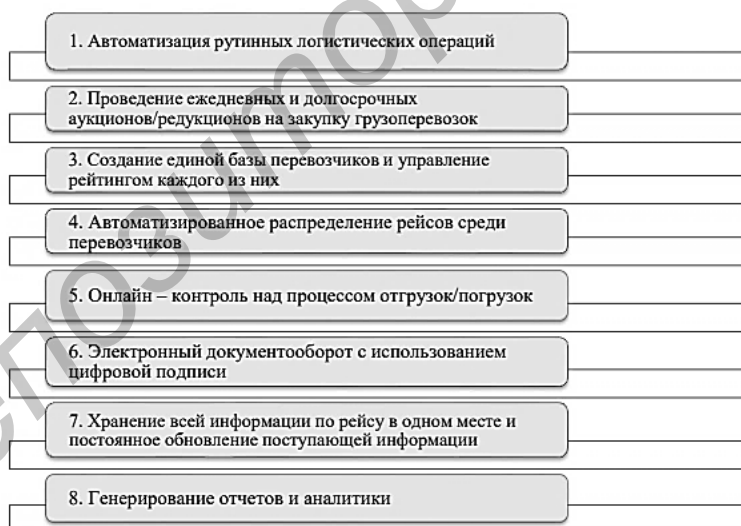 1. Автоматизация рутинных логистических операций
2. Проведение ежедневных и долгосрочных
аукционов/редукционов на закупку грузоперевозок
3. Создание единой базы перевозчиков и управление
рейтингом каждого из них
4. Автоматизированное распределение рейсов среди
перевозчиков
5. Онлайн – контроль над процессом отгрузок/погрузок
6. Электронный документооборот с использованием
цифровой подписи
7. Хранение всей информации по рейсу в одном месте и
постоянное обновление поступающей информации
8. Генерирование отчетов и аналитики